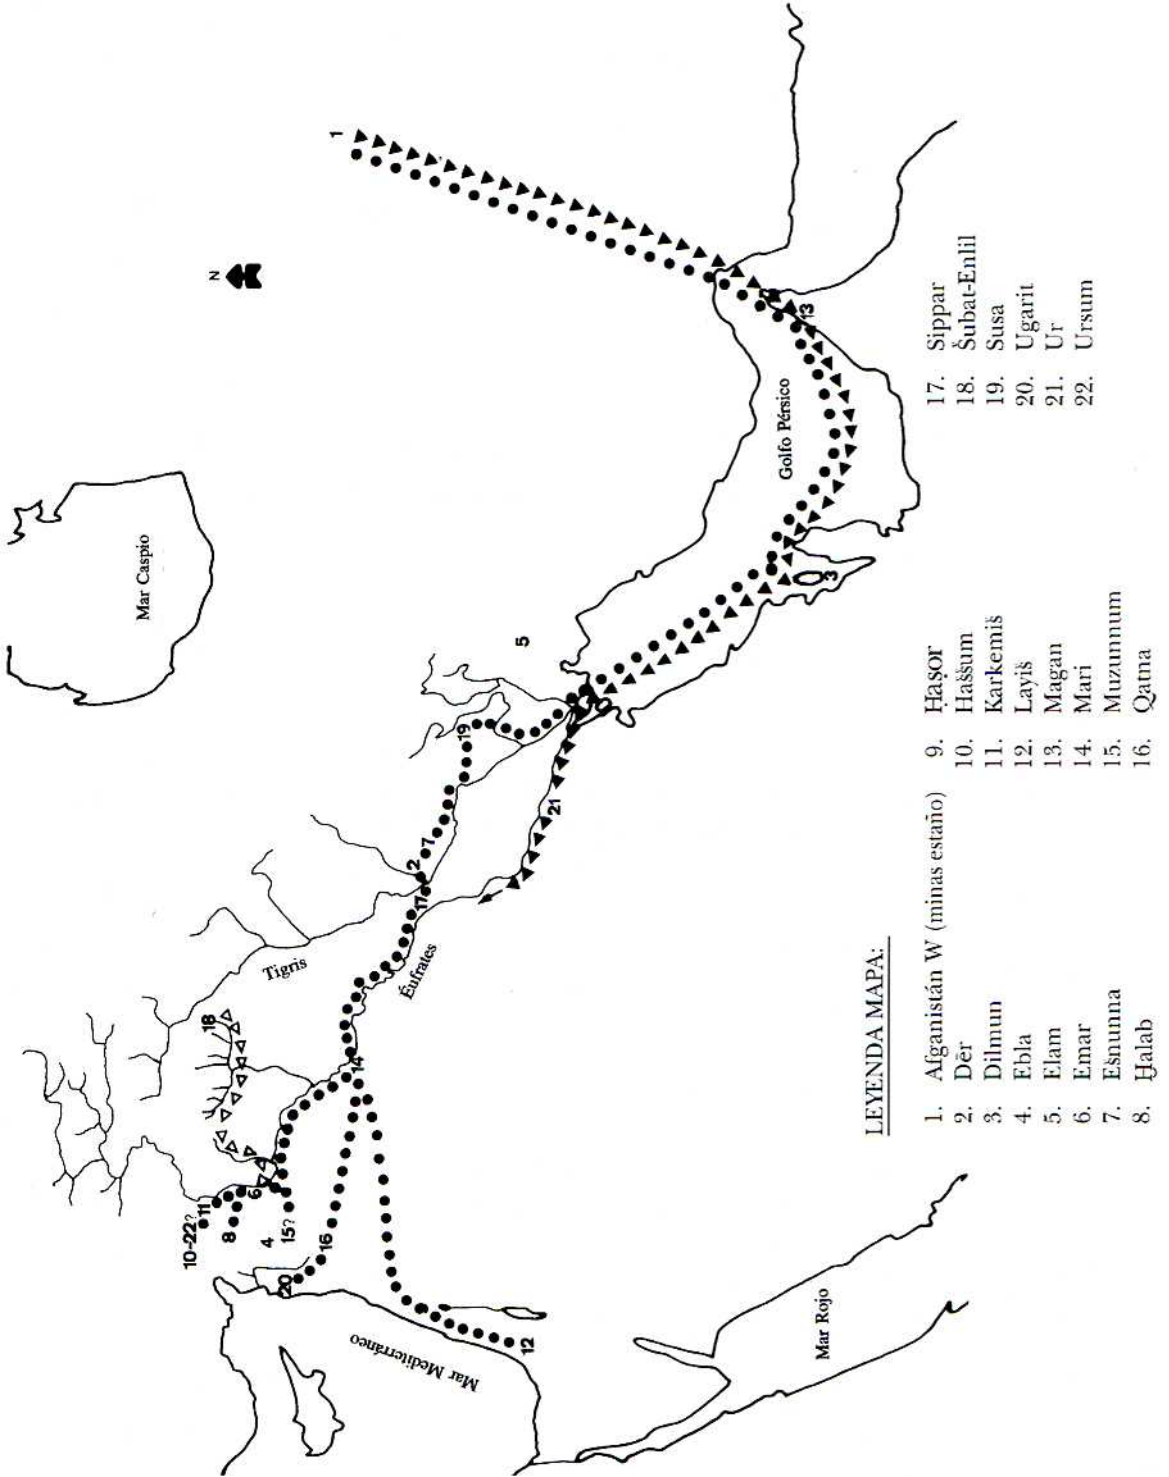 N
1
Mar Caspio
5
19
2
7
17
21
Tigris
Éufrates
18
14
6
11
10-22?
8
4
15?
16
20
12
Mar Mediterráneo
Mar Rojo
Golfo Pérsico
13
3
LEYENDA MAPA:
1. Afganistán W (minas estaño)
2. Dēr
3. Dilmun
4. Ebla
5. Elam
6. Emar
7. Ešnunna
8. Ḫalab
9. Ḥaṣor
10. Haššum
11. Karkemiš
12. Layiš
13. Magan
14. Mari
15. Muzunnum
16. Qatna
17. Sippar
18. Šubat-Enlil
19. Susa
20. Ugarit
21. Ur
22. Ursum